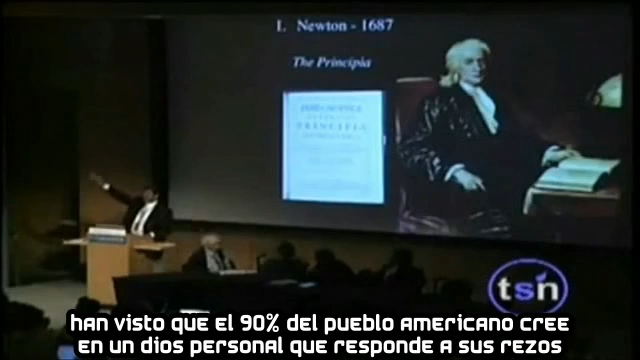 I. Newton - 1687
The Principia
PRINCIPIA
tsn
Han visto que el 90% del pueblo americano cree
en un dios personal que responde a sus rezos